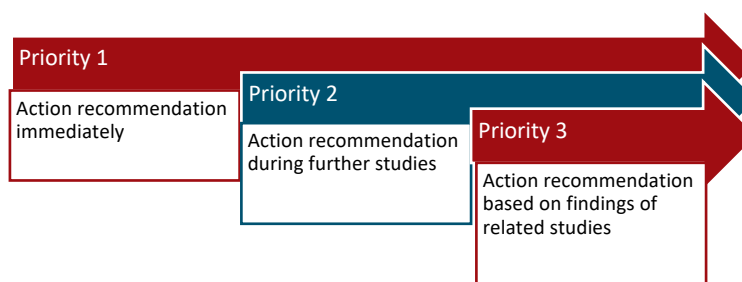 Priority 1
Action recommendation
immediately
Priority 2
Action recommendation
during further studies
Priority 3
Action recommendation
based on findings of
related studies